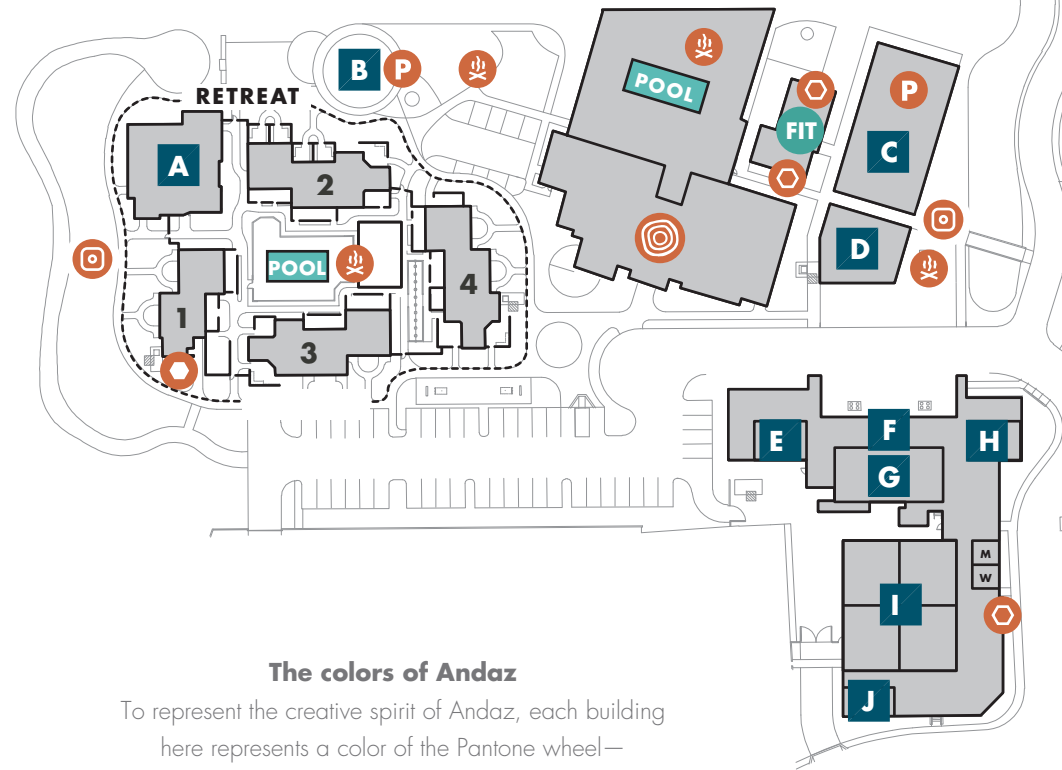 B
P
POOL
P
RETREAT
FIT
A
C
2
D
POOL
4
1
3
E
F
H
G
M
W
I
J
The colors of Andaz
To represent the creative spirit of Andaz, each building
here represents a color of the Pantone wheel—